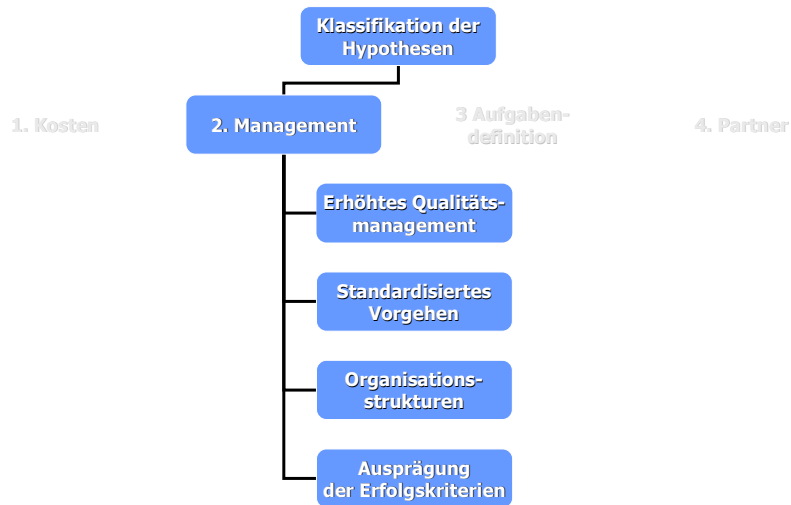 Klassifikation der
Hypothesen
1. Kosten
2. Management
3 Aufgaben-
definition
4. Partner
Erhöhtes Qualitäts-
management
Standardisiertes
Vorgehen
Organisations-
strukturen
Ausprägung
der Erfolgskriterien